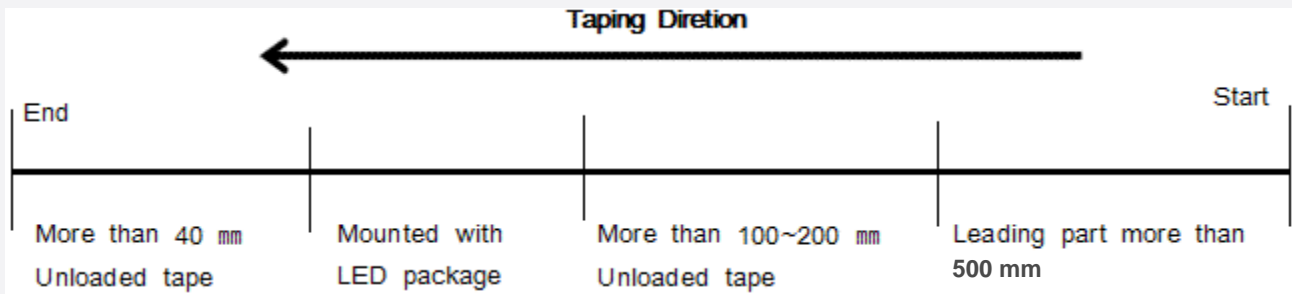 Taping Diretion
End
Start
More than 40 ㎜
Unloaded tape
Mounted with
LED package
More than 100~200 ㎜
Unloaded tape
Leading part more than
500 mm